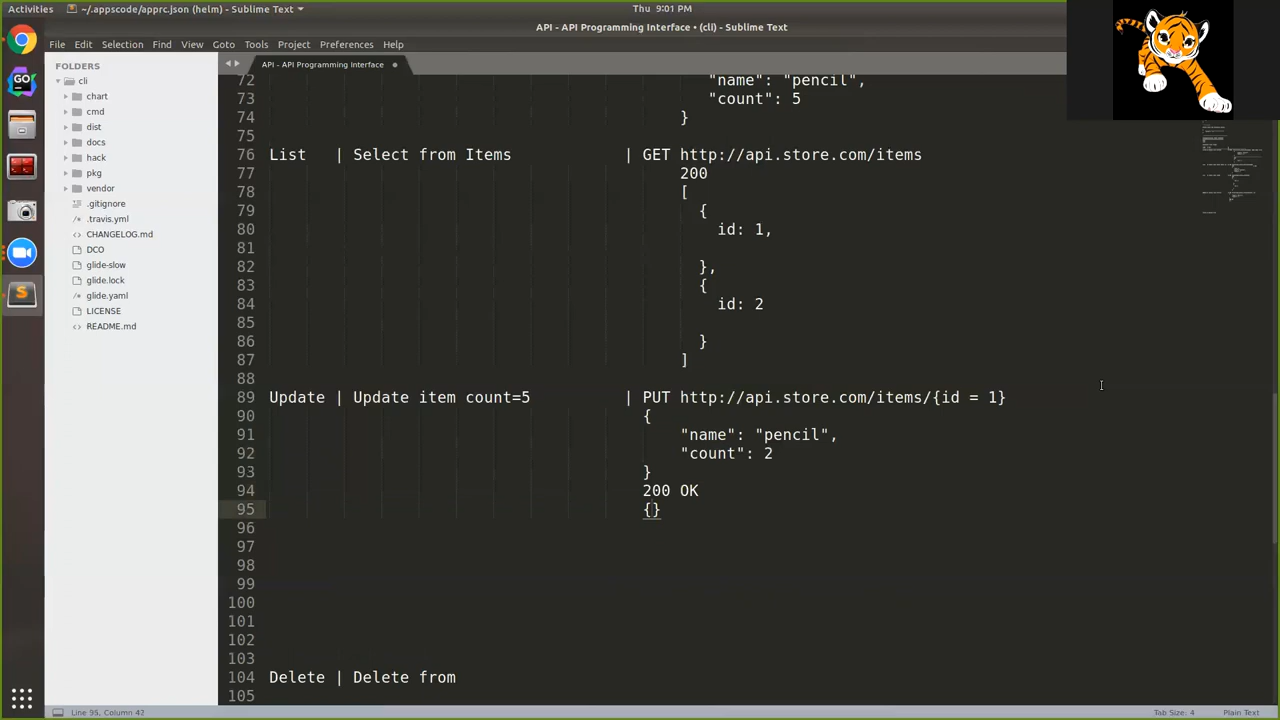 Activities
~/.appscode/apprc.json (helm) - Sublime Text
Thu 9:01 PM
API - API Programming Interface • (cli) - Sublime Text
File Edit Selection Find View Goto Tools Project Preferences Help
FOLDERS
cli
chart
cmd
dist
docs
hack
pkg
vendor
.gitignore
.travis.yml
CHANGELOG.md
DCO
glide-slow
glide.lock
glide.yaml
LICENSE
README.md
API - API Programming Interface
72 "name": "pencil",
73 "count": 5
74 }
75
76 List | Select from Items | GET http://api.store.com/items
77 200
78 [
79 {
80 id: 1,
81
82 },
83 {
84 id: 2
85
86 }
87 ]
88
89 Update | Update item count=5 | PUT http://api.store.com/items/{id = 1}
90 {
91 "name": "pencil",
92 "count": 2
93 }
94 200 OK
95 {}
96
97
98
99
100
101
102
103
104 Delete | Delete from
105
GO
Line 95, Column 42
Tab Size: 4
Plain Text